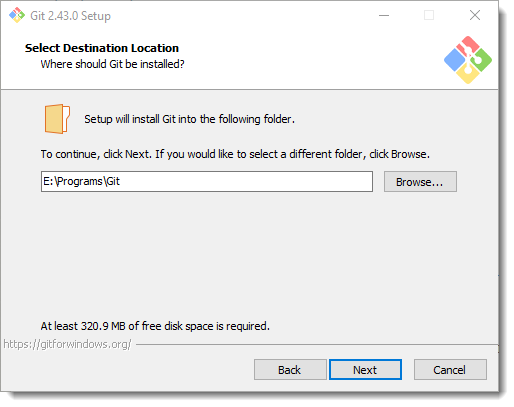 Git 2.43.0 Setup
Select Destination Location
Where should Git be installed?
Setup will install Git into the following folder.
To continue, click Next. If you would like to select a different folder, click Browse.
E:\Programs\Git
Browse...
At least 320.9 MB of free disk space is required.
https://gitforwindows.org/
Back
Next
Cancel